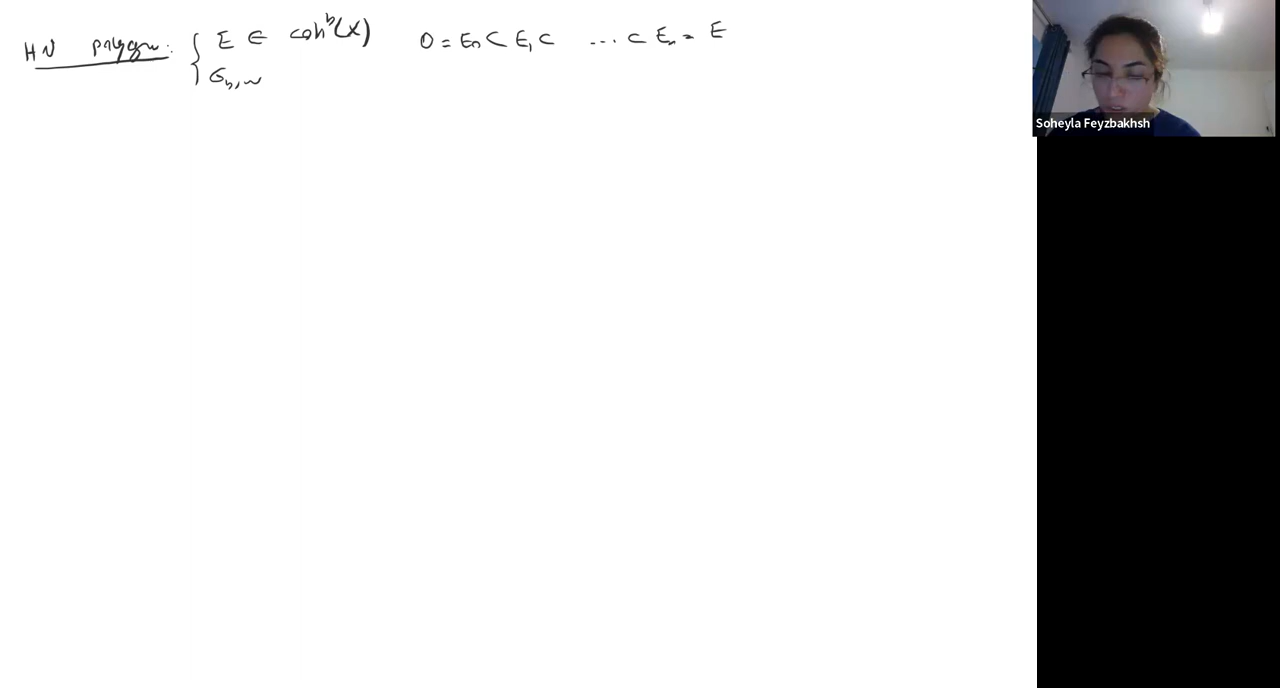 HN polygon: { E ∈ coh^b(X) 0 = E₀ ⊂ E₁ ⊂ ... ⊂ Eₙ = E
σ_{b,w}
Soheyla Feyzbakhsh